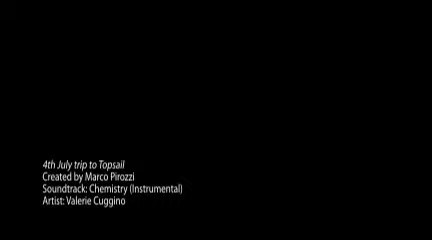 4th July trip to Topsail
Created by Marco Pirozzi
Soundtrack: Chemistry (Instrumental)
Artist: Valerie Cuggino